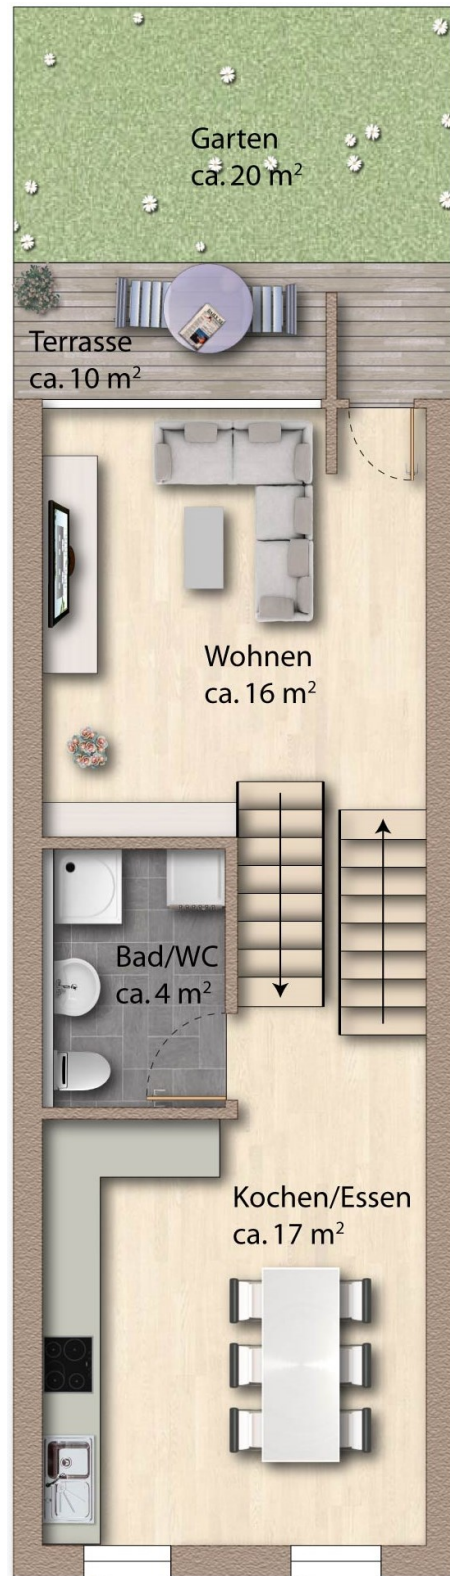 Garten
ca. 20 m²
Terrasse
ca. 10 m²
Wohnen
ca. 16 m²
Bad/WC
ca. 4 m²
Kochen/Essen
ca. 17 m²